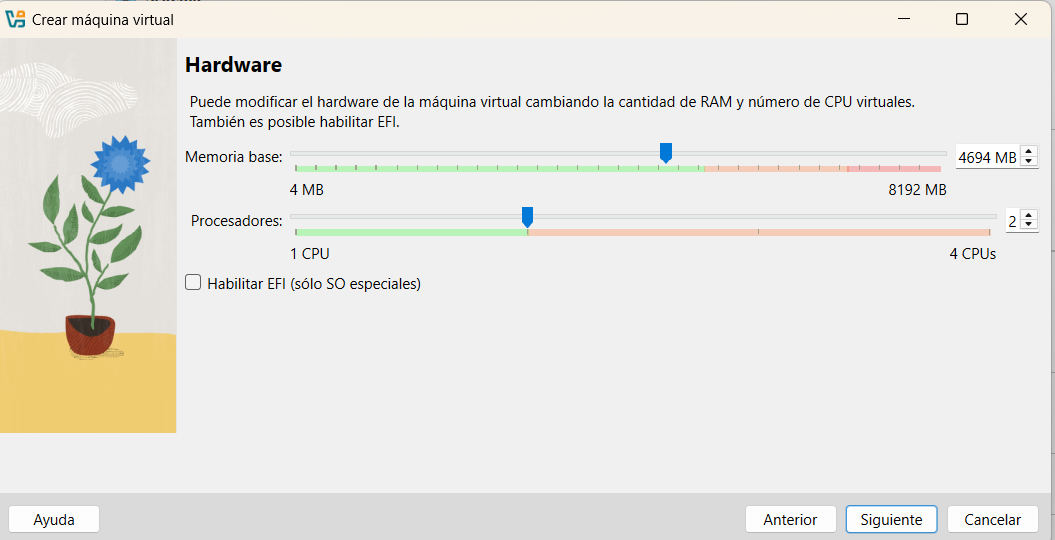 Crear máquina virtual
Hardware
Puede modificar el hardware de la máquina virtual cambiando la cantidad de RAM y número de CPU virtuales.
También es posible habilitar EFI.
Memoria base:
4694 MB
4 MB
8192 MB
Procesadores:
2
1 CPU
4 CPUs
Habilitar EFI (sólo SO especiales)
Ayuda
Anterior
Siguiente
Cancelar